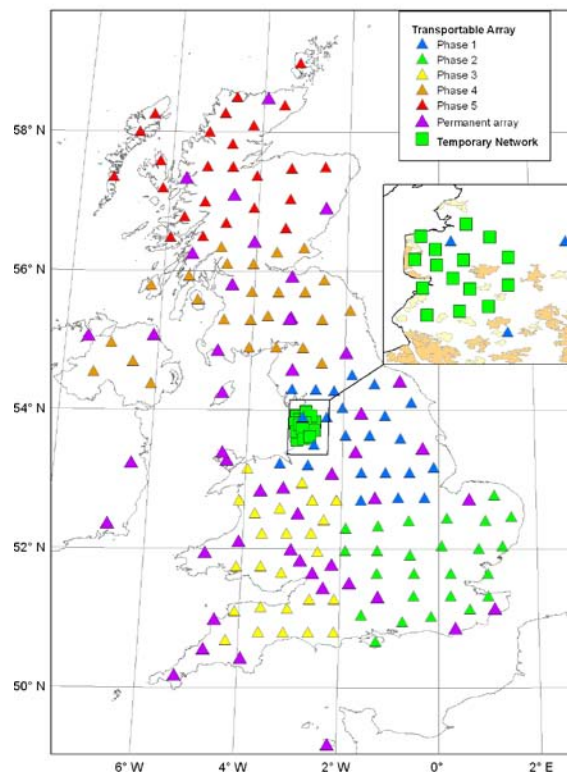 Transportable Array
Phase 1
Phase 2
Phase 3
Phase 4
Phase 5
Permanent array
Temporary Network
58° N
56° N
54° N
52° N
50° N
6° W
4° W
2° W
0°
2° E